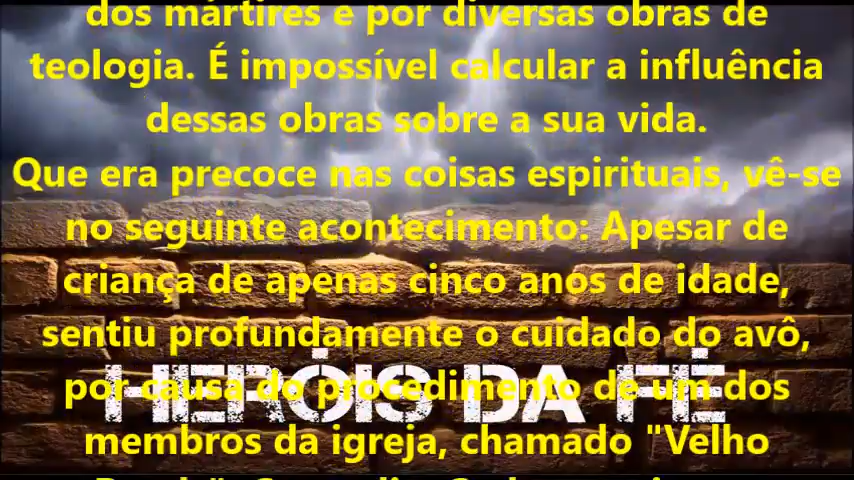 dos mártires e por diversas obras de
teologia. É impossível calcular a influência
dessas obras sobre a sua vida.
Que era precoce nas coisas espirituais, vê-se
no seguinte acontecimento: Apesar de
criança de apenas cinco anos de idade,
sentiu profundamente o cuidado do avô,
por causa do procedimento de um dos
HERÓIS DA FÉ
membros da igreja, chamado "Velho